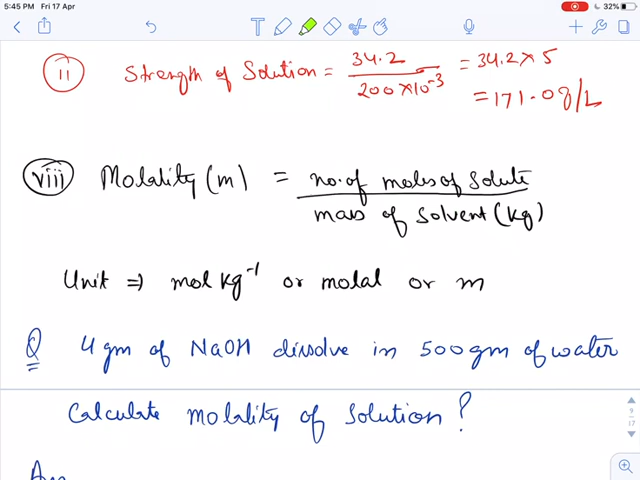 5:45 PM Fri 17 Apr 32%
ii Strength of Solution = 34.2 / 200×10⁻³ = 34.2 × 5
= 171.0 g/L
viii Molality (m) = no. of moles of solute / mass of solvent (kg)
Unit ⇒ mol kg⁻¹ or molal or m
Q 4 gm of NaOH dissolve in 500 gm of water
Calculate molality of solution?
9
17
Ans